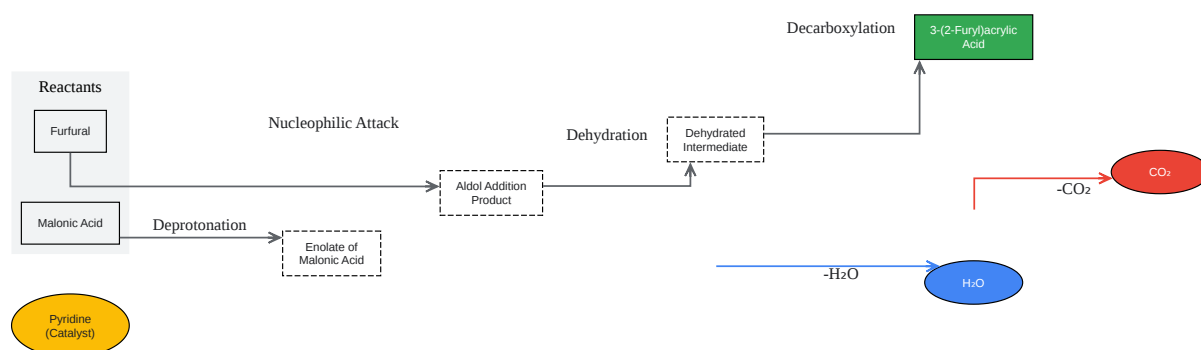 Decarboxylation
3-(2-Furyl)acrylic
Acid
Reactants
Furfural
Nucleophilic Attack
Dehydration
Dehydrated
Intermediate
CO₂
-CO₂
Aldol Addition
Product
Malonic Acid
Deprotonation
Enolate of
Malonic Acid
-H₂O
H₂O
Pyridine
(Catalyst)